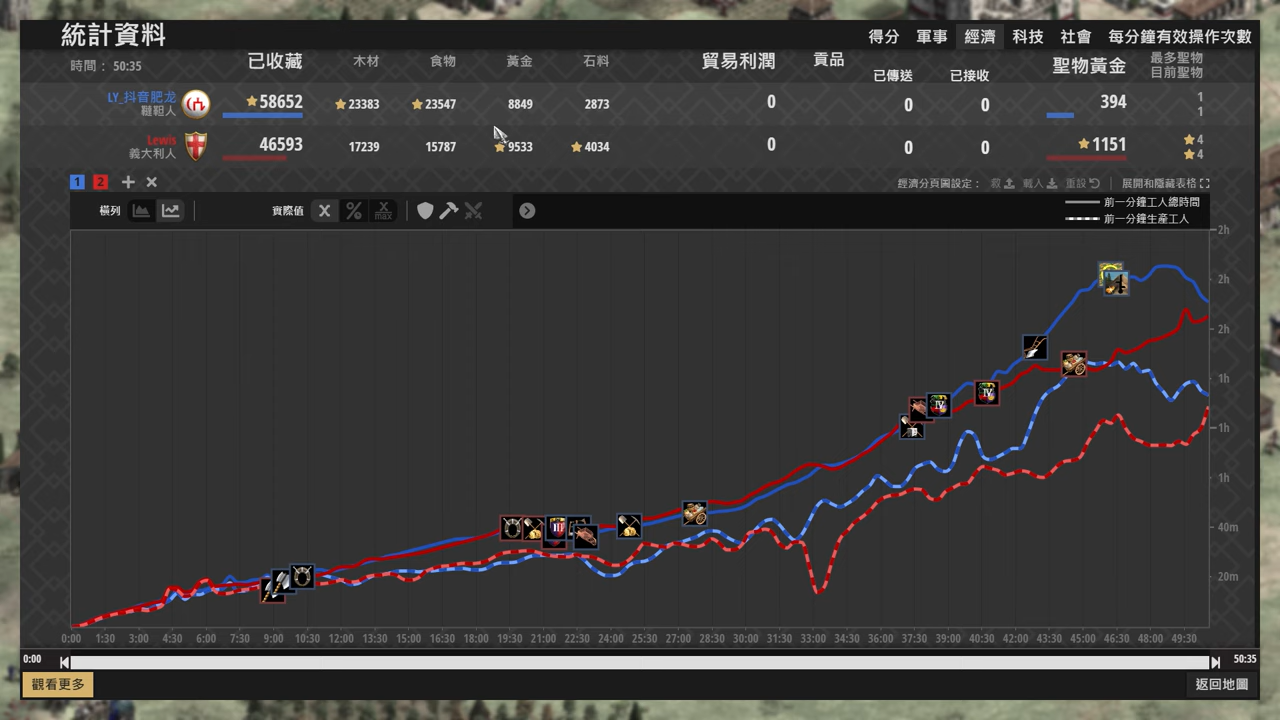 統計資料
得分 軍事 經濟 科技 社會 每分鐘有效操作次數
時間： 50:35
已收藏 木材 食物 黃金 石料 貿易利潤 貢品 已傳送 已接收 聖物黃金 最多聖物
目前聖物
LY_抖音肥龙
韃靼人
58652 23383 23547 8849 2873 0 0 0 394 1
1
Lewis
義大利人
46593 17239 15787 9533 4034 0 0 0 1151 4
4
1 2
經濟分頁圖設定： 載入 重設 展開和隱藏表格
橫列 實際值 X % X max
前一分鐘工人總時間
前一分鐘生產工人
2h
2h
2h
1h
1h
1h
40m
20m
III IV IV
0:00 1:30 3:00 4:30 6:00 7:30 9:00 10:30 12:00 13:30 15:00 16:30 18:00 19:30 21:00 22:30 24:00 25:30 27:00 28:30 30:00 31:30 33:00 34:30 36:00 37:30 39:00 40:30 42:00 43:30 45:00 46:30 48:00 49:30
0:00 50:35
觀看更多 返回地圖